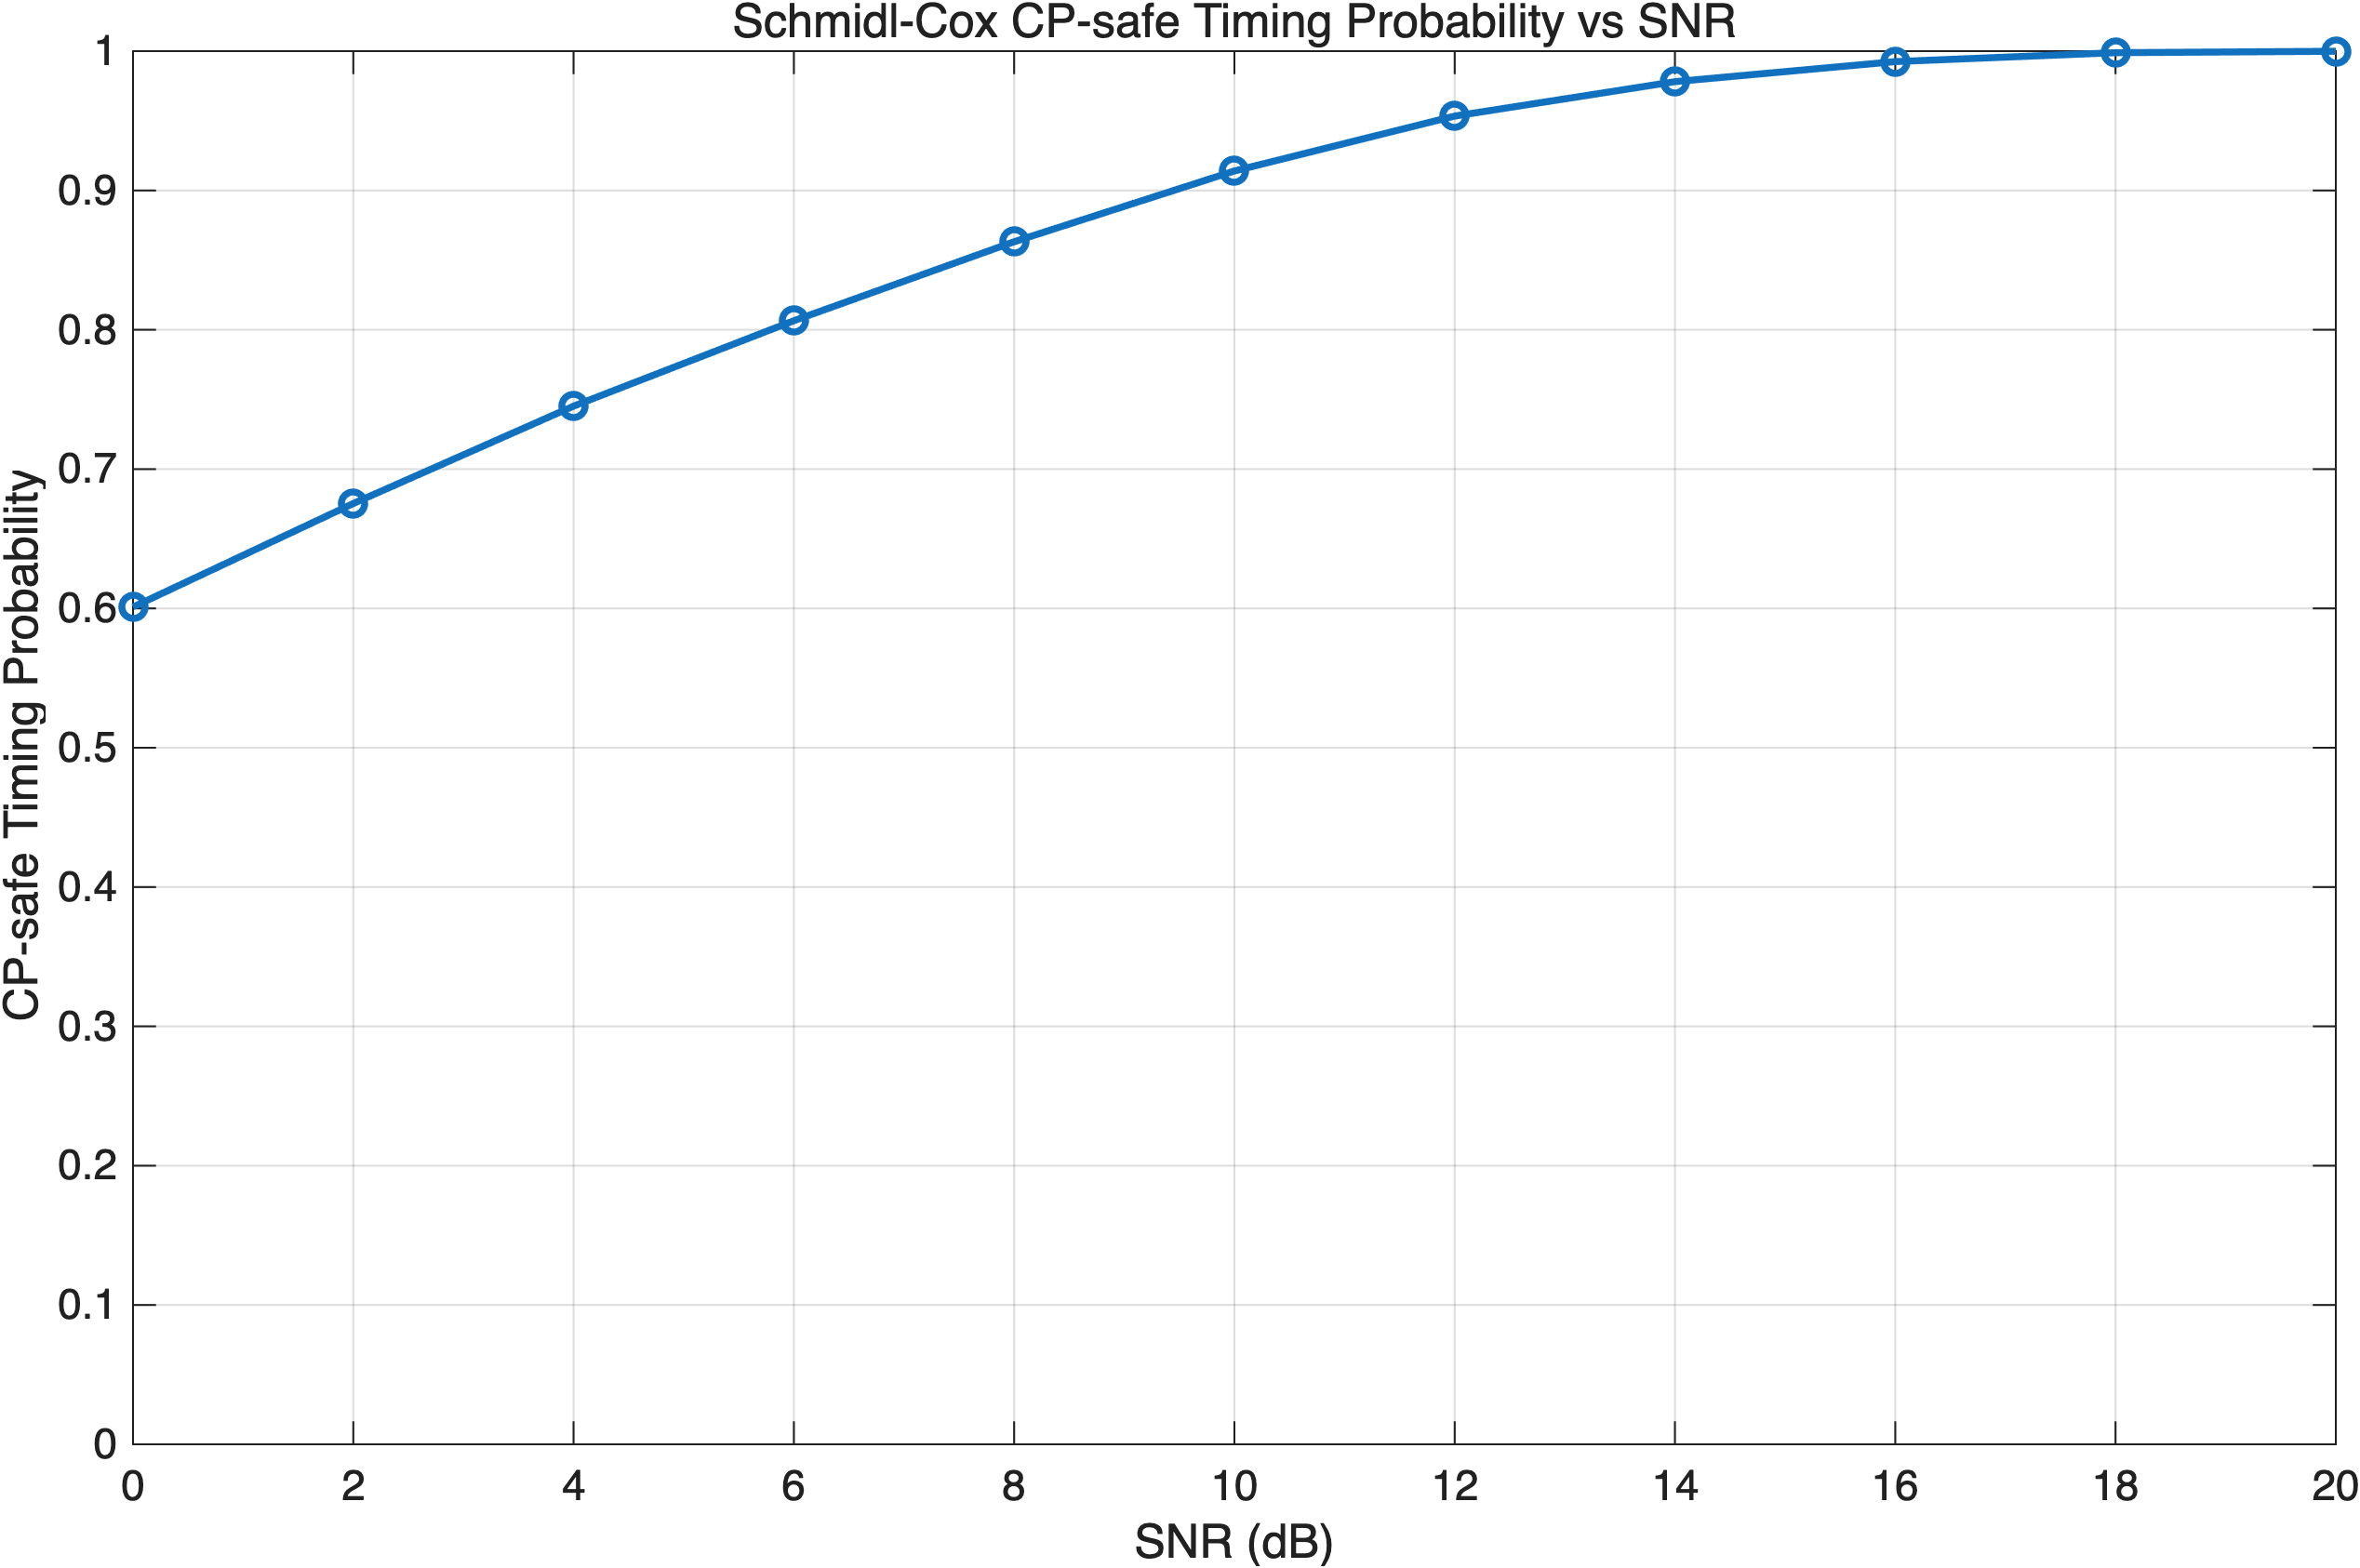 Schmidl-Cox CP-safe Timing Probability vs SNR
1
0.9
0.8
0.7
0.6
0.5
0.4
0.3
0.2
0.1
0
CP-safe Timing Probability
0 2 4 6 8 10 12 14 16 18 20
SNR (dB)